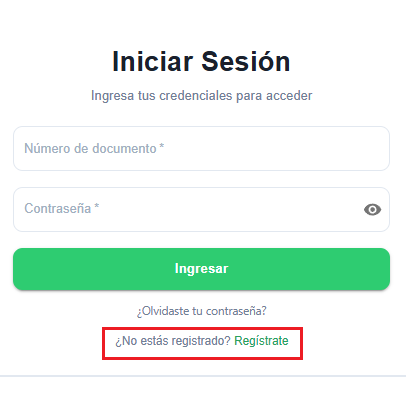 Iniciar Sesión
Ingresa tus credenciales para acceder
Número de documento *
Contraseña *
Ingresar
¿Olvidaste tu contraseña?
¿No estás registrado? Regístrate